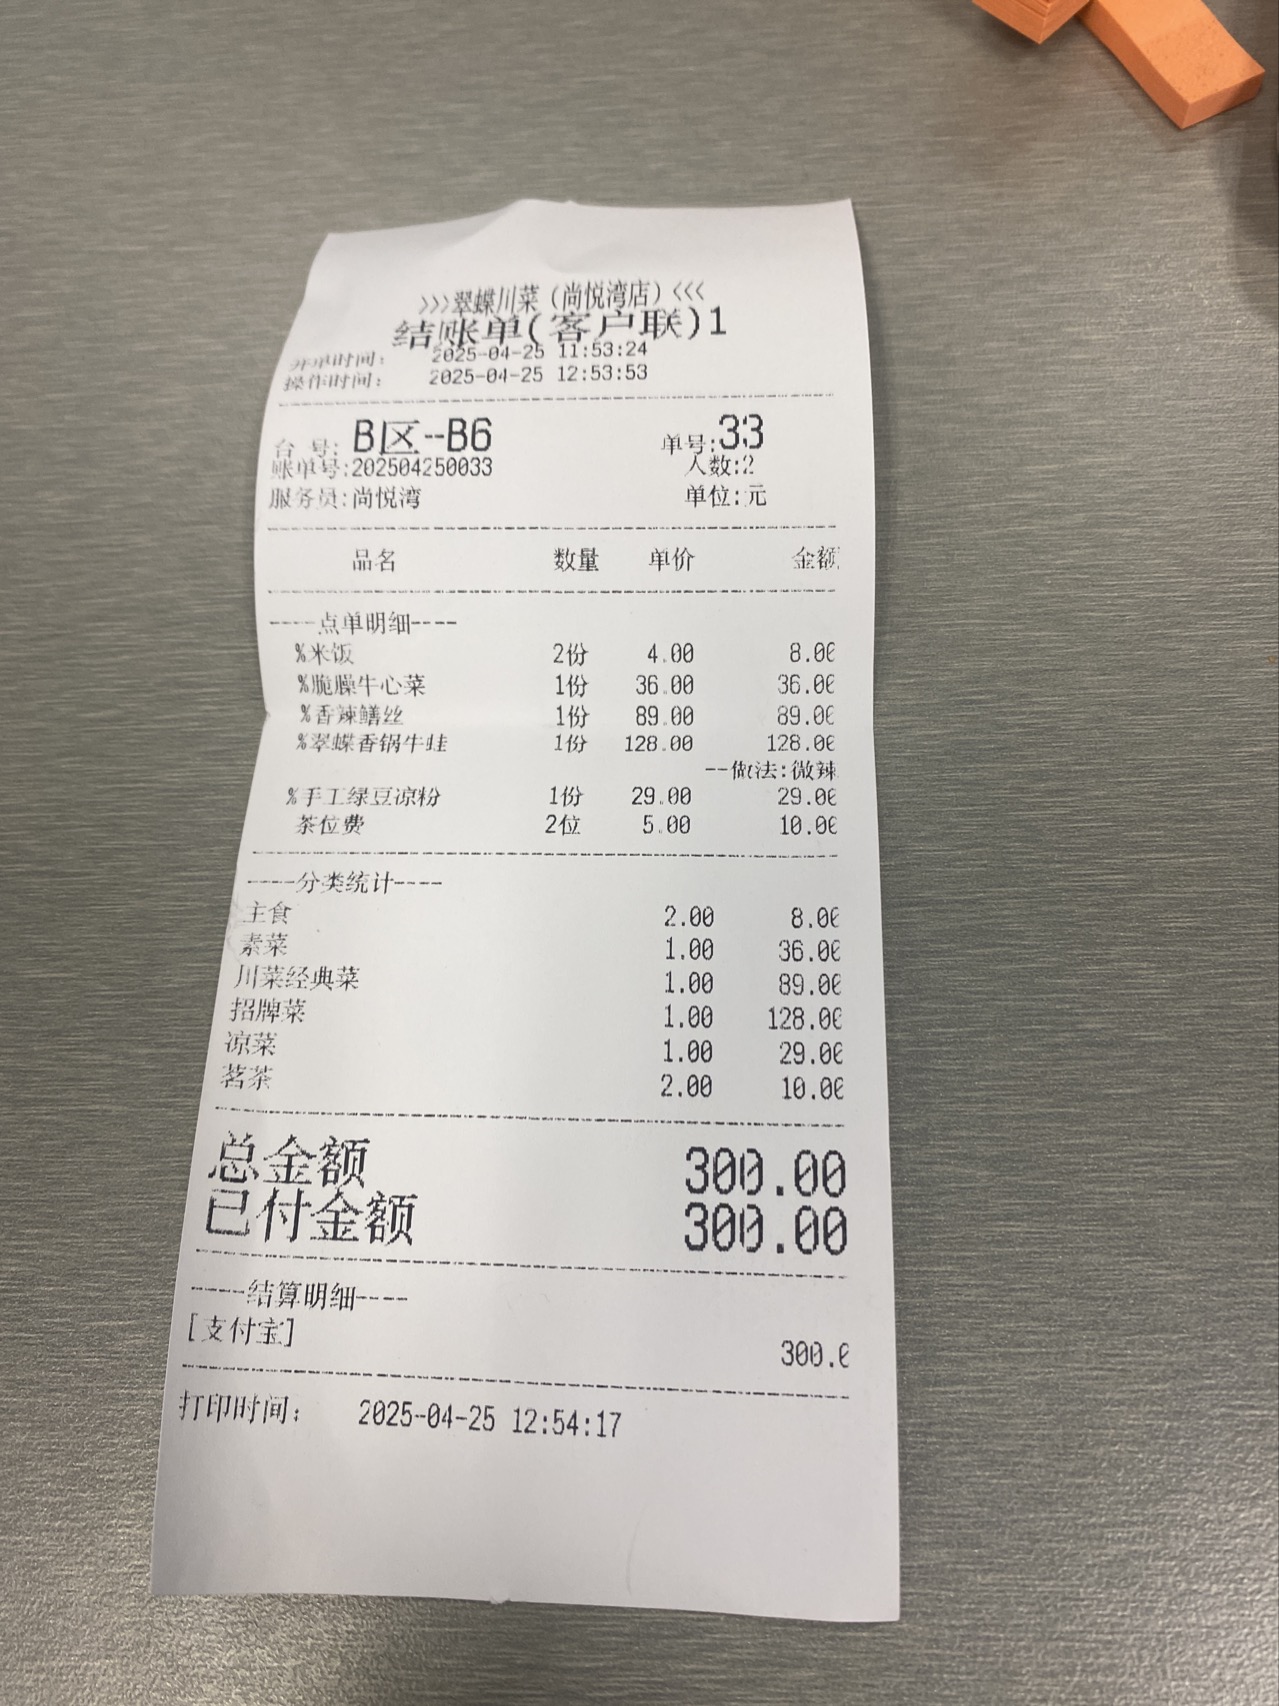 >>>翠蝶川菜（尚悦湾店）<<<
结账单(客户联)1
开单时间： 2025-04-25 11:53:24
操作时间： 2025-04-25 12:53:53
台 号: B区--B6 单号:33
账单号:202504250033 人数:2
服务员:尚悦湾 单位:元
品名 数量 单价 金额
----点单明细----
%米饭 2份 4.00 8.00
%脆臊牛心菜 1份 36.00 36.00
%香辣鳝丝 1份 89.00 89.00
%翠蝶香锅牛蛙 1份 128.00 128.00
--做法:微辣
%手工绿豆凉粉 1份 29.00 29.00
茶位费 2位 5.00 10.00
----分类统计----
主食 2.00 8.00
素菜 1.00 36.00
川菜经典菜 1.00 89.00
招牌菜 1.00 128.00
凉菜 1.00 29.00
茗茶 2.00 10.00
总金额 300.00
已付金额 300.00
----结算明细----
[支付宝]
300.0
打印时间： 2025-04-25 12:54:17